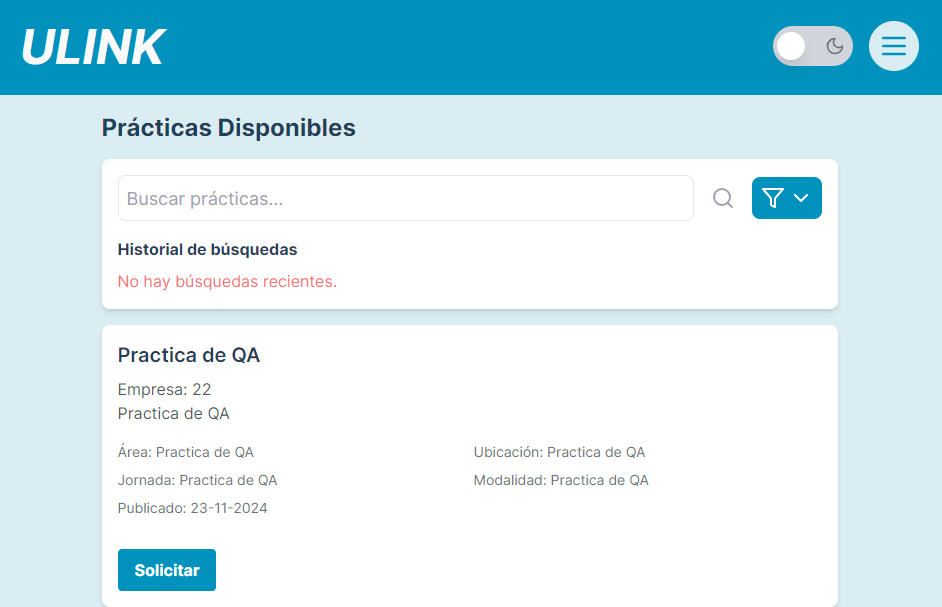 ULINK
Prácticas Disponibles
Buscar prácticas...
Historial de búsquedas
No hay búsquedas recientes.
Practica de QA
Empresa: 22
Practica de QA
Área: Practica de QA
Ubicación: Practica de QA
Jornada: Practica de QA
Modalidad: Practica de QA
Publicado: 23-11-2024
Solicitar